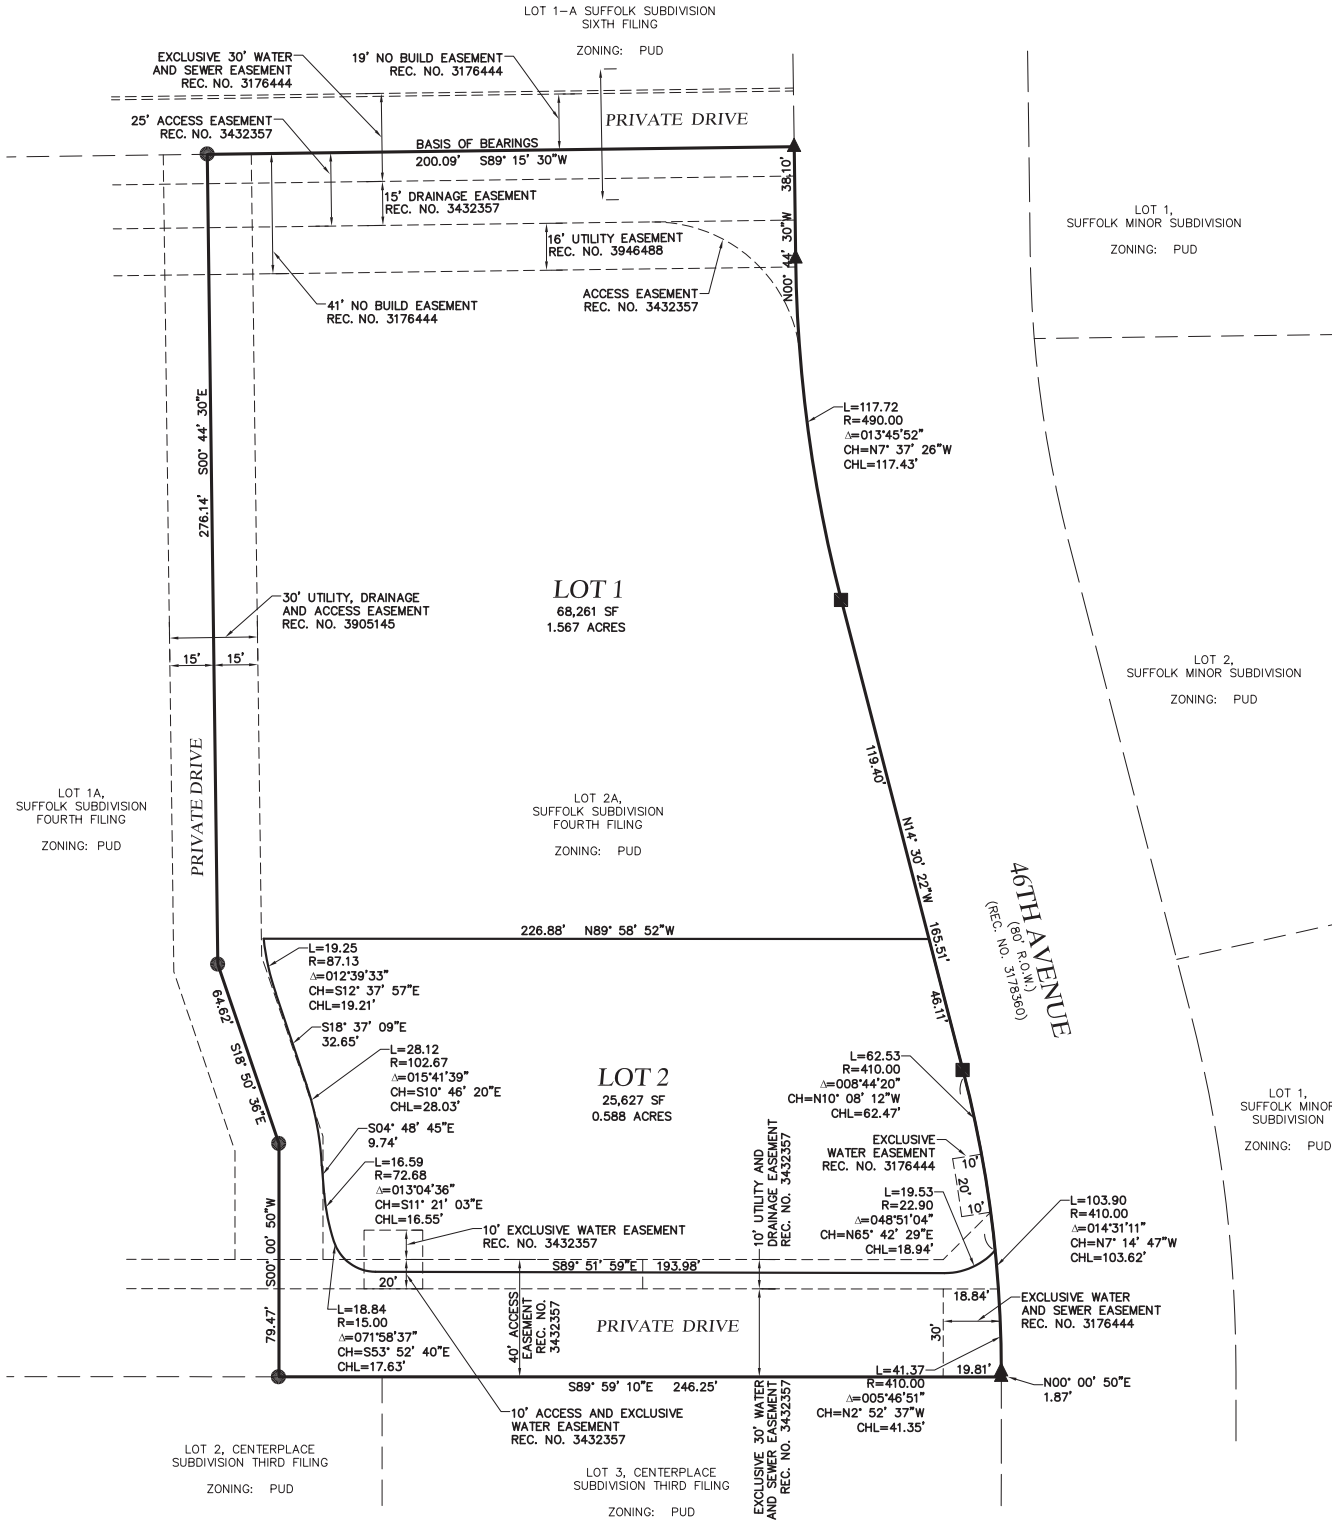 LOT 1-A SUFFOLK SUBDIVISION
SIXTH FILING
ZONING: PUD
EXCLUSIVE 30' WATER
AND SEWER EASEMENT
REC. NO. 3176444
19' NO BUILD EASEMENT
REC. NO. 3176444
25' ACCESS EASEMENT
REC. NO. 3432357
PRIVATE DRIVE
BASIS OF BEARINGS
200.09' S89° 15' 30"W
15' DRAINAGE EASEMENT
REC. NO. 3432357
16' UTILITY EASEMENT
REC. NO. 3946488
ACCESS EASEMENT
REC. NO. 3432357
41' NO BUILD EASEMENT
REC. NO. 3176444
N00° 44' 30"W
38.10'
LOT 1,
SUFFOLK MINOR SUBDIVISION
ZONING: PUD
276.14' S00° 44' 30"E
L=117.72
R=490.00
Δ=013°45'52"
CH=N7° 37' 26"W
CHL=117.43'
LOT 1
68,261 SF
1.567 ACRES
30' UTILITY, DRAINAGE
AND ACCESS EASEMENT
REC. NO. 3905145
15'
15'
LOT 2,
SUFFOLK MINOR SUBDIVISION
ZONING: PUD
PRIVATE DRIVE
119.40'
N14° 30' 22"W
165.51'
46.11'
LOT 1A,
SUFFOLK SUBDIVISION
FOURTH FILING
ZONING: PUD
LOT 2A,
SUFFOLK SUBDIVISION
FOURTH FILING
ZONING: PUD
46TH AVENUE
(80' R.O.W.)
(REC. NO. 3178360)
226.88' N89° 58' 52"W
L=19.25
R=87.13
Δ=012°39'33"
CH=S12° 37' 57"E
CHL=19.21'
64.62' S18° 50' 36"E
S18° 37' 09"E
32.65'
L=28.12
R=102.67
Δ=015°41'39"
CH=S10° 46' 20"E
CHL=28.03'
S04° 48' 45"E
9.74'
L=16.59
R=72.68
Δ=013°04'36"
CH=S11° 21' 03"E
CHL=16.55'
LOT 2
25,627 SF
0.588 ACRES
L=62.53
R=410.00
Δ=008°44'20"
CH=N10° 08' 12"W
CHL=62.47'
EXCLUSIVE
WATER EASEMENT
REC. NO. 3176444
10'
20'
10'
L=19.53
R=22.90
Δ=048°51'04"
CH=N65° 42' 29"E
CHL=18.94'
L=103.90
R=410.00
Δ=014°31'11"
CH=N7° 14' 47"W
CHL=103.62'
LOT 1,
SUFFOLK MINOR
SUBDIVISION
ZONING: PUD
10' UTILITY AND
DRAINAGE EASEMENT
REC. NO. 3432357
10' EXCLUSIVE WATER EASEMENT
REC. NO. 3432357
79.47' S00° 00' 50"W
S89° 51' 59"E 193.98'
20'
L=18.84
R=15.00
Δ=071°58'37"
CH=S53° 52' 40"E
CHL=17.63'
40' ACCESS
EASEMENT
REC. NO.
3432357
PRIVATE DRIVE
18.84'
30'
EXCLUSIVE WATER
AND SEWER EASEMENT
REC. NO. 3176444
L=41.37
R=410.00
Δ=005°46'51"
CH=N2° 52' 37"W
CHL=41.35'
19.81'
N00° 00' 50"E
1.87'
S89° 59' 10"E 246.25'
10' ACCESS AND EXCLUSIVE
WATER EASEMENT
REC. NO. 3432357
EXCLUSIVE 30' WATER
AND SEWER EASEMENT
REC. NO. 3432357
LOT 2, CENTERPLACE
SUBDIVISION THIRD FILING
ZONING: PUD
LOT 3, CENTERPLACE
SUBDIVISION THIRD FILING
ZONING: PUD